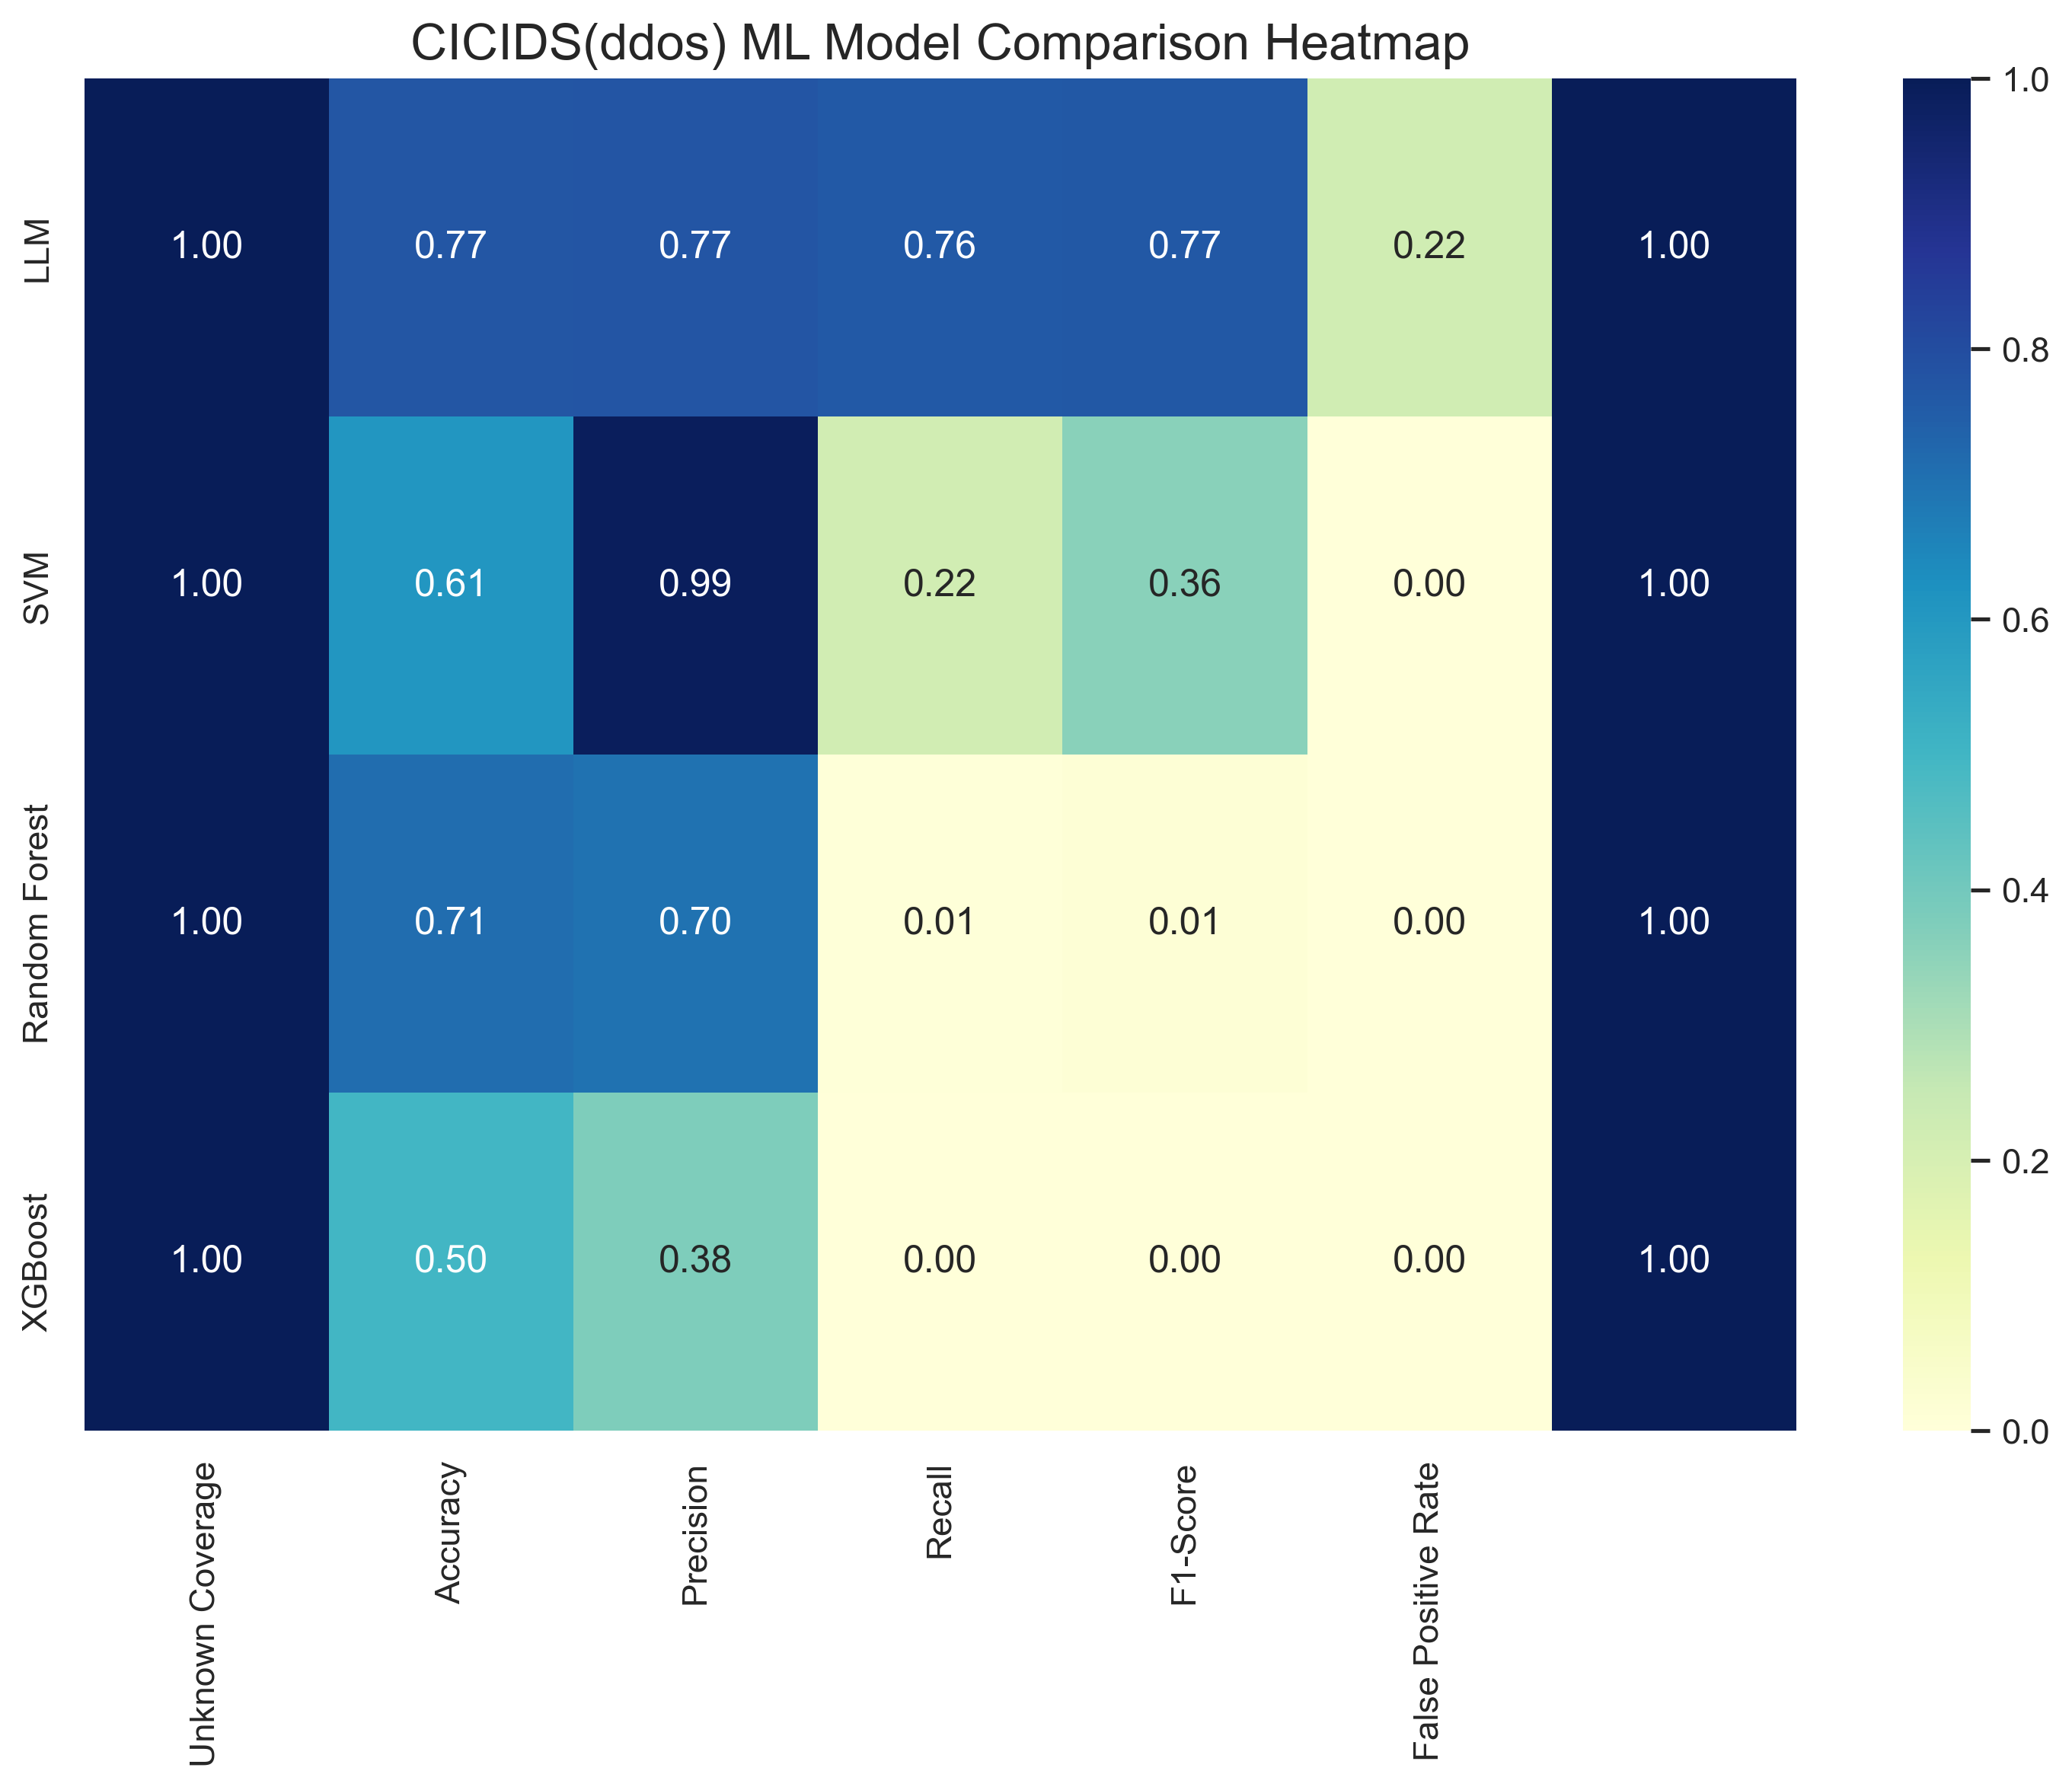 CICIDS(ddos) ML Model Comparison Heatmap
LLM 1.00 0.77 0.77 0.76 0.77 0.22 1.00
SVM 1.00 0.61 0.99 0.22 0.36 0.00 1.00
Random Forest 1.00 0.71 0.70 0.01 0.01 0.00 1.00
XGBoost 1.00 0.50 0.38 0.00 0.00 0.00 1.00
Unknown Coverage
Accuracy
Precision
Recall
F1-Score
False Positive Rate
1.0
0.8
0.6
0.4
0.2
0.0